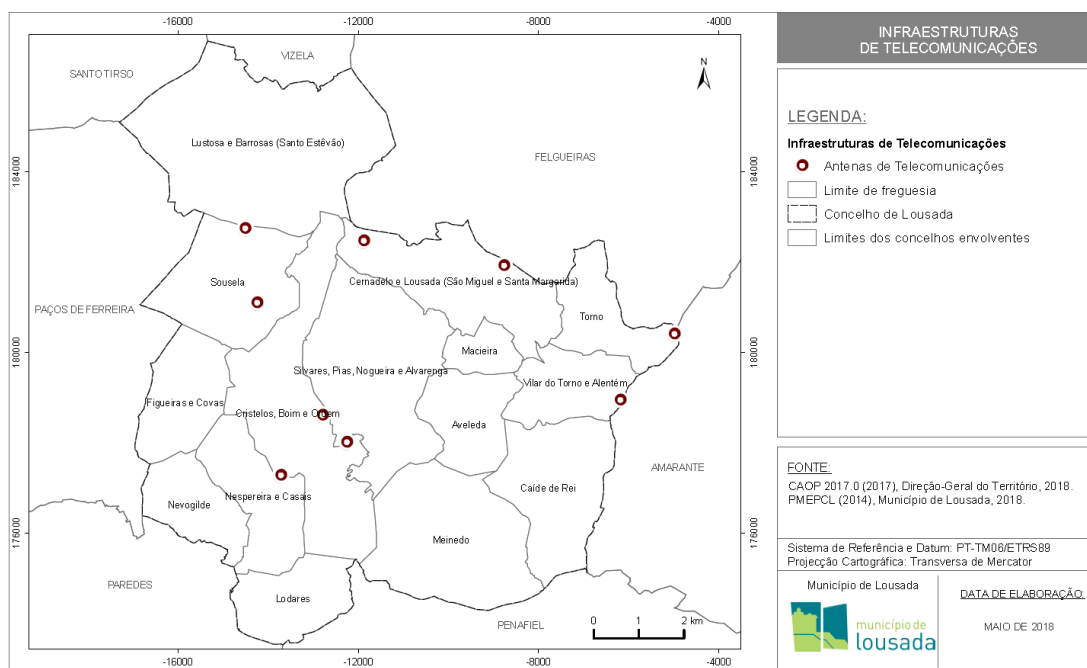 -16000
-12000
-8000
-4000
INFRAESTRUTURAS
DE TELECOMUNICAÇÕES
VIZELA
SANTO TIRSO
N
LEGENDA:
Infraestruturas de Telecomunicações
Antenas de Telecomunicações
Limite de freguesia
Concelho de Lousada
Limites dos concelhos envolventes
Lustosa e Barrosas (Santo Estêvão)
FELGUEIRAS
184000
184000
Sousela
Cernadelo e Lousada (São Miguel e Santa Margarida)
PAÇOS DE FERREIRA
Torno
180000
180000
Macieira
Silvares, Pias, Nogueira e Alvarenga
Vilar do Torno e Alentém
Figueiras e Covas
Cristelos, Boim e Ordem
Aveleda
AMARANTE
Caíde de Rei
Nespereira e Casais
Nevogilde
Meinedo
176000
176000
PAREDES
Lodares
PENAFIEL
0 1 2 km
-16000
-12000
-8000
-4000
FONTE:
CAOP 2017.0 (2017), Direção-Geral do Território, 2018.
PMEPCL (2014), Município de Lousada, 2018.
Sistema de Referência e Datum: PT-TM06/ETRS89
Projecção Cartográfica: Transversa de Mercator
Município de Lousada
município de
lousada
DATA DE ELABORAÇÃO:
MAIO DE 2018